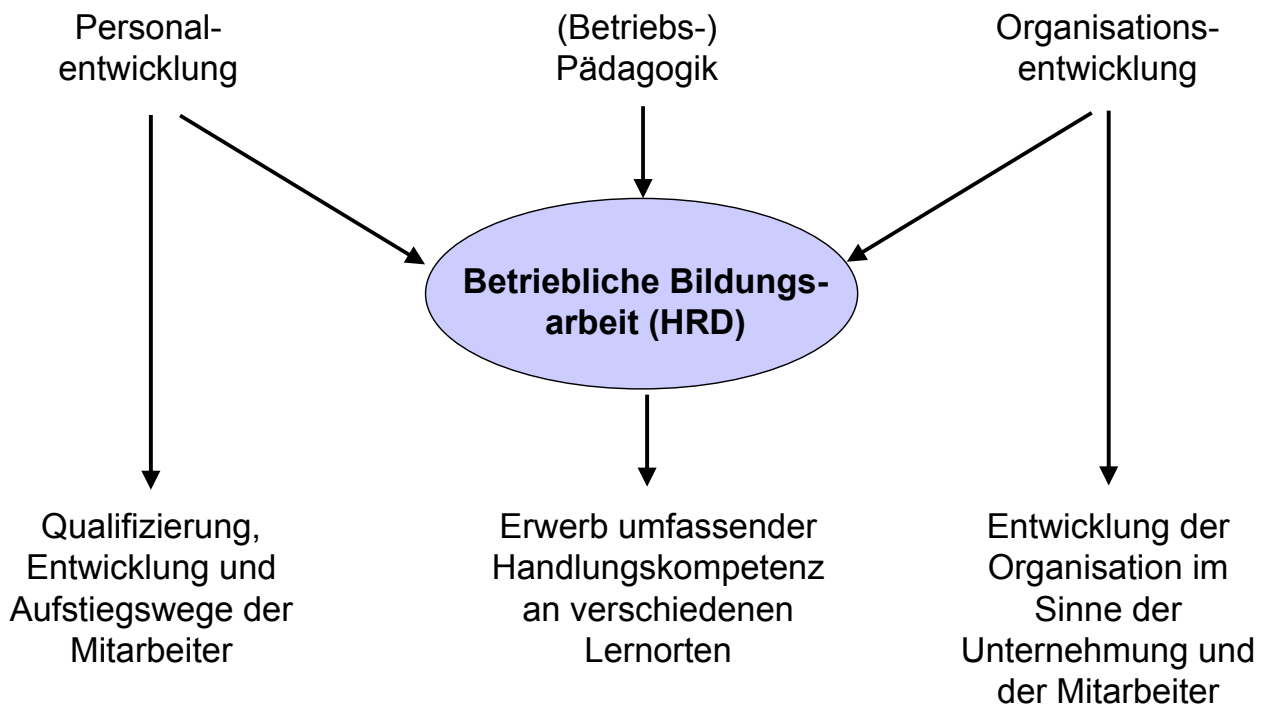 Personal-
entwicklung
(Betriebs-)
Pädagogik
Organisations-
entwicklung
Betriebliche Bildungs-
arbeit (HRD)
Qualifizierung,
Entwicklung und
Aufstiegswege der
Mitarbeiter
Erwerb umfassender
Handlungskompetenz
an verschiedenen
Lernorten
Entwicklung der
Organisation im
Sinne der
Unternehmung und
der Mitarbeiter